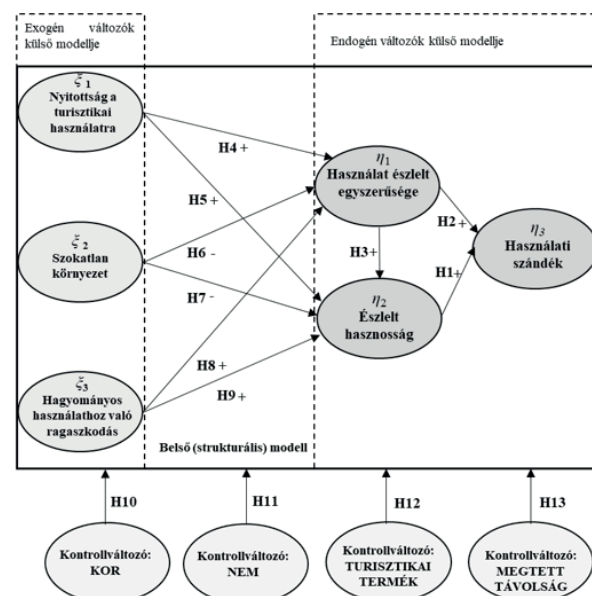 Exogén változók
külső modellje
Endogén változók külső modellje
ξ 1
Nyitottság a
turisztikai
használatra
H4 +
η1
Használat észlelt
egyszerűsége
H5 +
H2 +
η3
Használati
szándék
ξ 2
Szokatlan
környezet
H6 -
H3+
H1+
H7 -
η2
Észlelt
hasznosság
ξ3
Hagyományos
használathoz való
ragaszkodás
H8 +
H9 +
Belső (strukturális) modell
H10
H11
H12
H13
Kontrollváltozó:
KOR
Kontrollváltozó:
NEM
Kontrollváltozó:
TURISZTIKAI
TERMÉK
Kontrollváltozó:
MEGTETT
TÁVOLSÁG